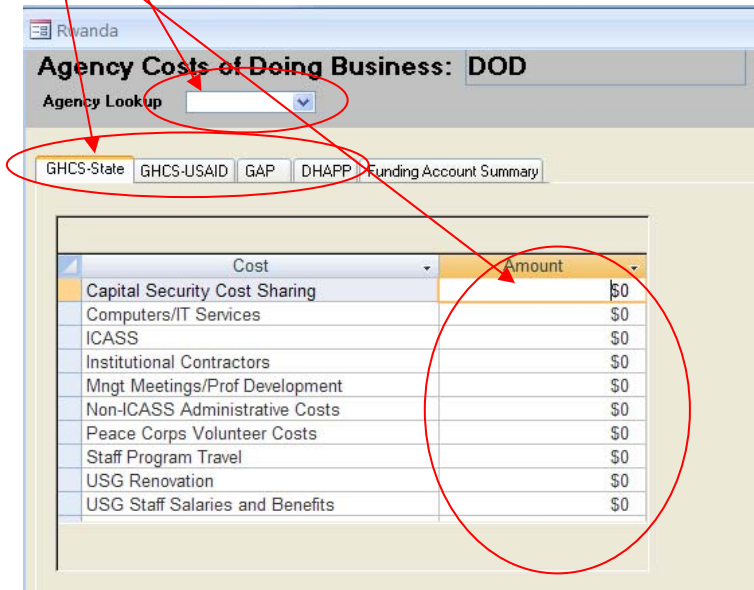 Rwanda
Agency Costs of Doing Business: DOD
Agency Lookup
GHCS-State GHCS-USAID GAP DHAPP Funding Account Summary
Cost Amount
Capital Security Cost Sharing $0
Computers/IT Services $0
ICASS $0
Institutional Contractors $0
Mngt Meetings/Prof Development $0
Non-ICASS Administrative Costs $0
Peace Corps Volunteer Costs $0
Staff Program Travel $0
USG Renovation $0
USG Staff Salaries and Benefits $0